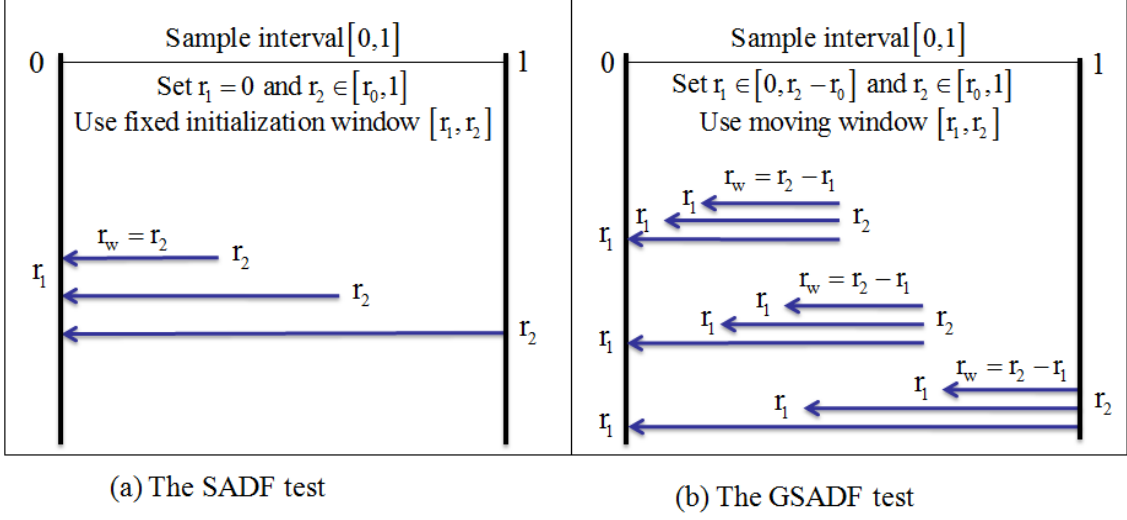 Sample interval[0,1]
0
1
Set r₁ = 0 and r₂ ∈[r₀,1]
Use fixed initialization window [r₁,r₂]
r_w = r₂
r₂
r₁
r₂
r₂
(a) The SADF test
Sample interval[0,1]
0
1
Set r₁ ∈[0,r₂ − r₀] and r₂ ∈[r₀,1]
Use moving window [r₁,r₂]
r_w = r₂ − r₁
r₁
r₁
r₂
r₁
r_w = r₂ − r₁
r₁
r₁
r₂
r₁
r_w = r₂ − r₁
r₁
r₁
r₂
r₁
(b) The GSADF test